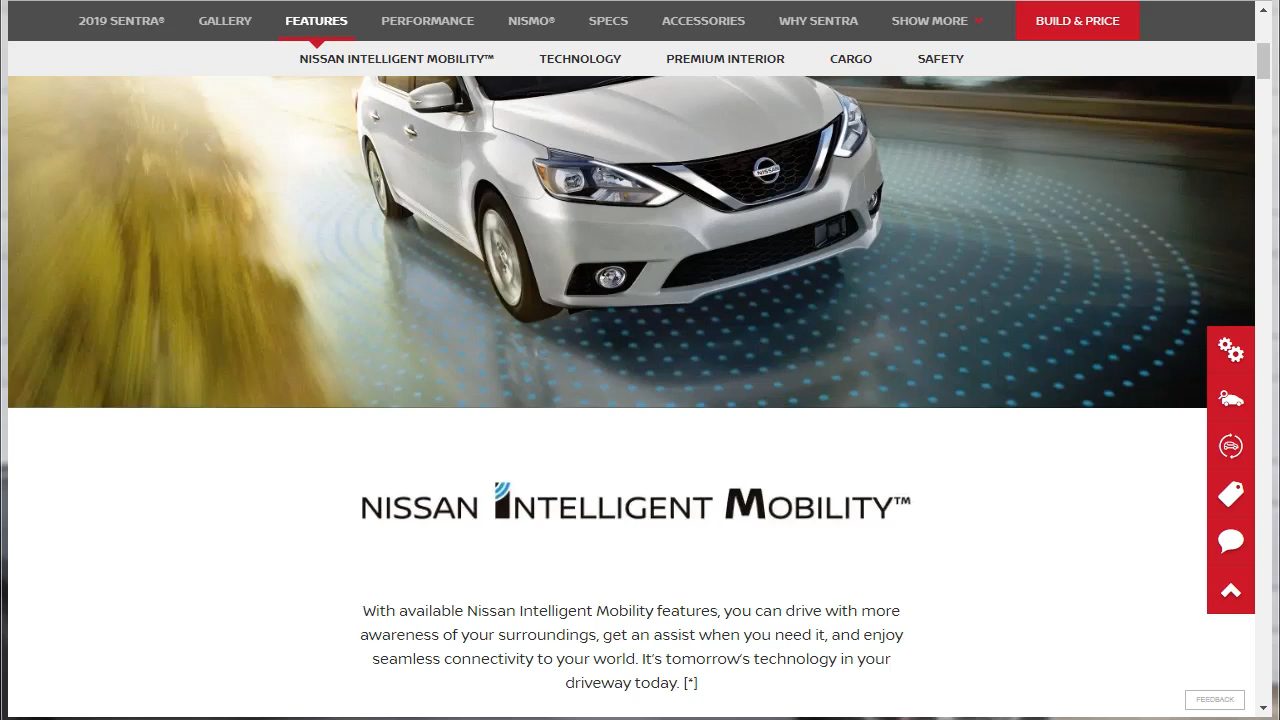 2019 SENTRA® GALLERY FEATURES PERFORMANCE NISMO® SPECS ACCESSORIES WHY SENTRA SHOW MORE BUILD & PRICE
NISSAN INTELLIGENT MOBILITY™ TECHNOLOGY PREMIUM INTERIOR CARGO SAFETY
NISSAN
NISSAN INTELLIGENT MOBILITY™
With available Nissan Intelligent Mobility features, you can drive with more
awareness of your surroundings, get an assist when you need it, and enjoy
seamless connectivity to your world. It's tomorrow's technology in your
driveway today. [*]
FEEDBACK